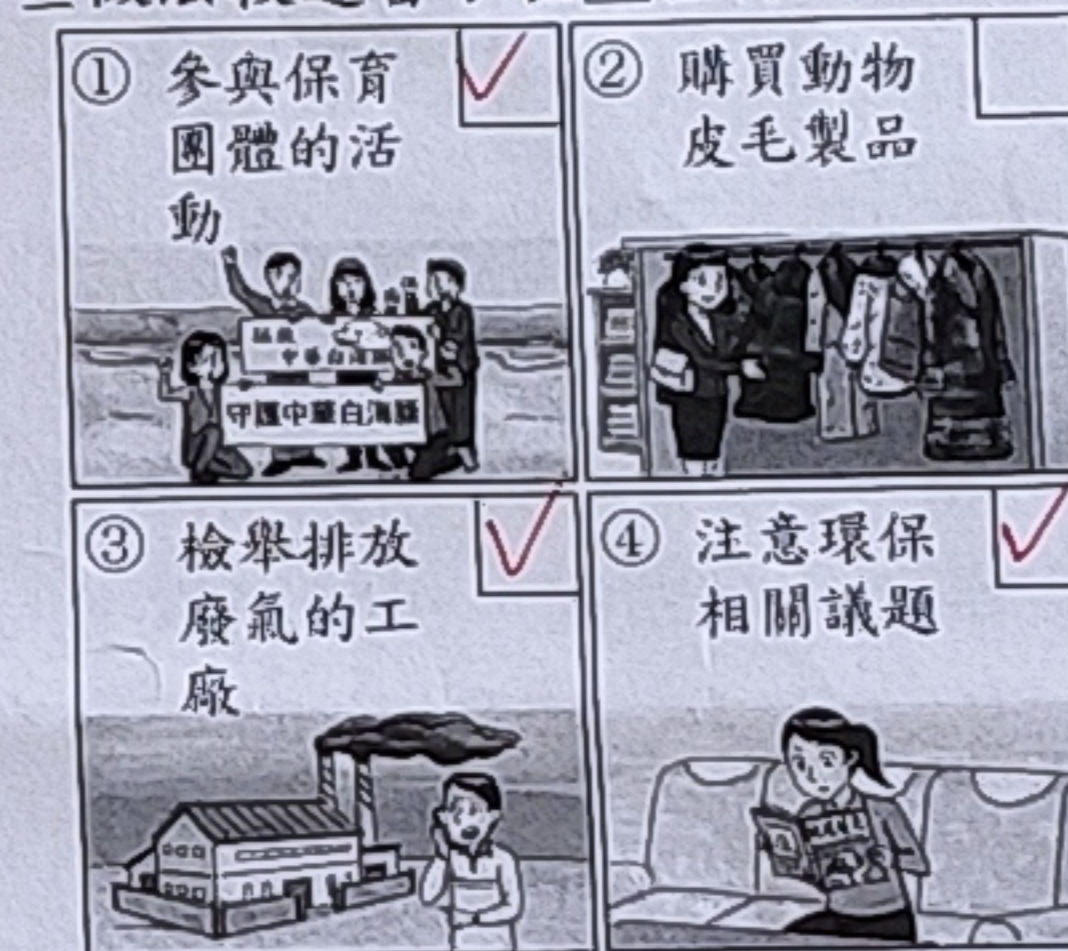 ① 參與保育
團體的活
動
守護中華白海豚
② 購買動物
皮毛製品
③ 檢舉排放
廢氣的工
廠
④ 注意環保
相關議題